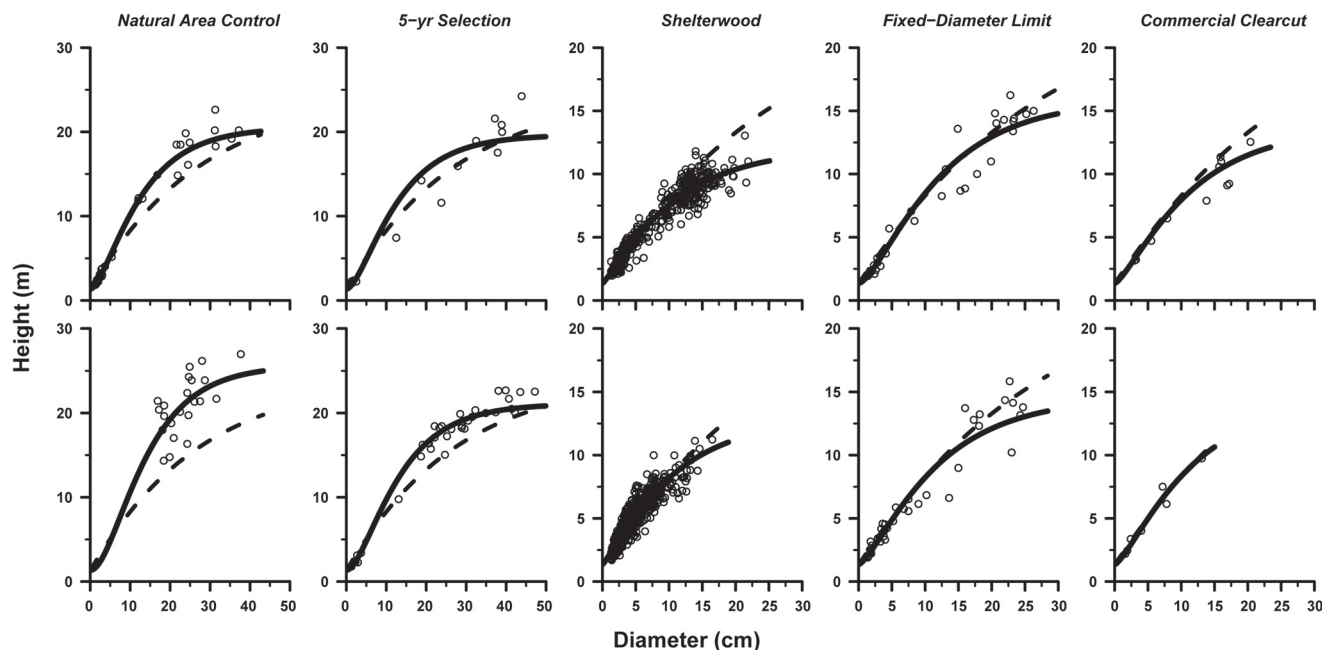 Natural Area Control 5−yr Selection Shelterwood Fixed−Diameter Limit Commercial Clearcut
30 30 20 20 20
20 20 15 15 15
10 10 10 10 10
5 5 5
0 0 0 0 0
Height (m)
30 30 20 20 20
20 20 15 15 15
10 10 10 10 10
5 5 5
0 0 0 0 0
0 10 20 30 40 50 0 10 20 30 40 50 0 5 10 15 20 25 30 0 5 10 15 20 25 30 0 5 10 15 20 25 30
Diameter (cm)